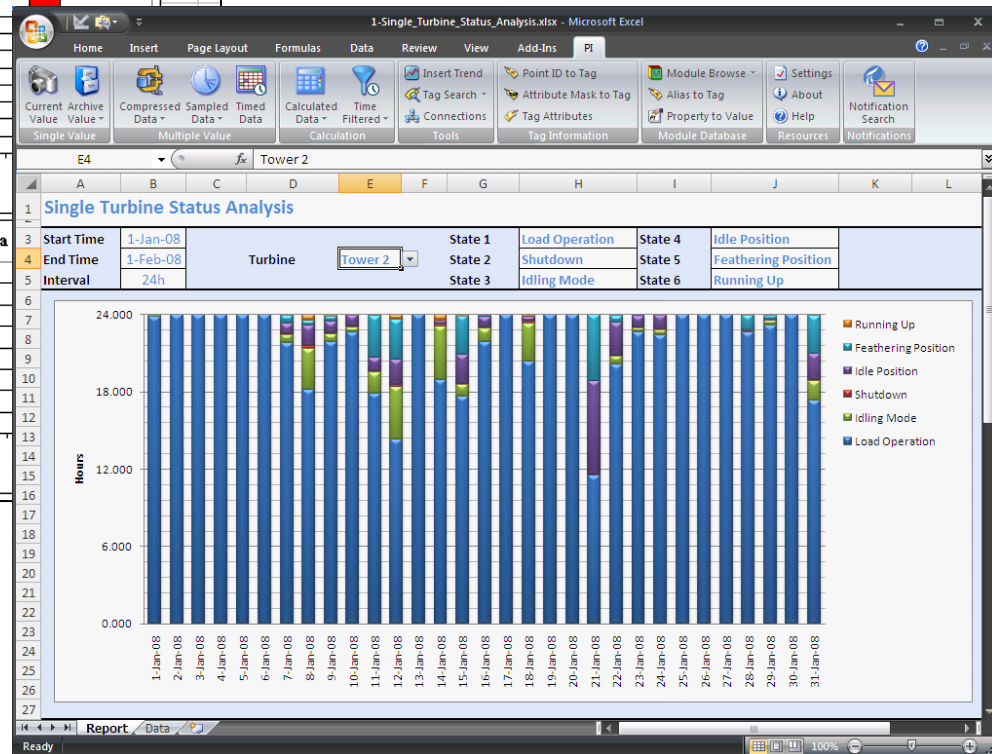 1-Single_Turbine_Status_Analysis.xlsx - Microsoft Excel
Home Insert Page Layout Formulas Data Review View Add-Ins PI
Current Value Archive Value
Compressed Data Sampled Data Timed Data
Calculated Data Time Filtered
Insert Trend
Tag Search
Connections
Point ID to Tag
Attribute Mask to Tag
Tag Attributes
Module Browse
Alias to Tag
Property to Value
Settings
About
Help
Notification Search
Single Value Multiple Value Calculation Tools Tag Information Module Database Resources Notifications
E4 fx Tower 2
A B C D E F G H I J K L
1 Single Turbine Status Analysis
2
a
3 Start Time 1-Jan-08 State 1 Load Operation State 4 Idle Position
4 End Time 1-Feb-08 Turbine Tower 2 State 2 Shutdown State 5 Feathering Position
5 Interval 24h State 3 Idling Mode State 6 Running Up
6
7
8
9
10
11
12
13
14
15
16
17
18
19
20
21
22
23
24
25
26
27
24.000
18.000
12.000
6.000
0.000
Hours
1-Jan-08
2-Jan-08
3-Jan-08
4-Jan-08
5-Jan-08
6-Jan-08
7-Jan-08
8-Jan-08
9-Jan-08
10-Jan-08
11-Jan-08
12-Jan-08
13-Jan-08
14-Jan-08
15-Jan-08
16-Jan-08
17-Jan-08
18-Jan-08
19-Jan-08
20-Jan-08
21-Jan-08
22-Jan-08
23-Jan-08
24-Jan-08
25-Jan-08
26-Jan-08
27-Jan-08
28-Jan-08
29-Jan-08
30-Jan-08
31-Jan-08
Running Up
Feathering Position
Idle Position
Shutdown
Idling Mode
Load Operation
Report Data
Ready 100%